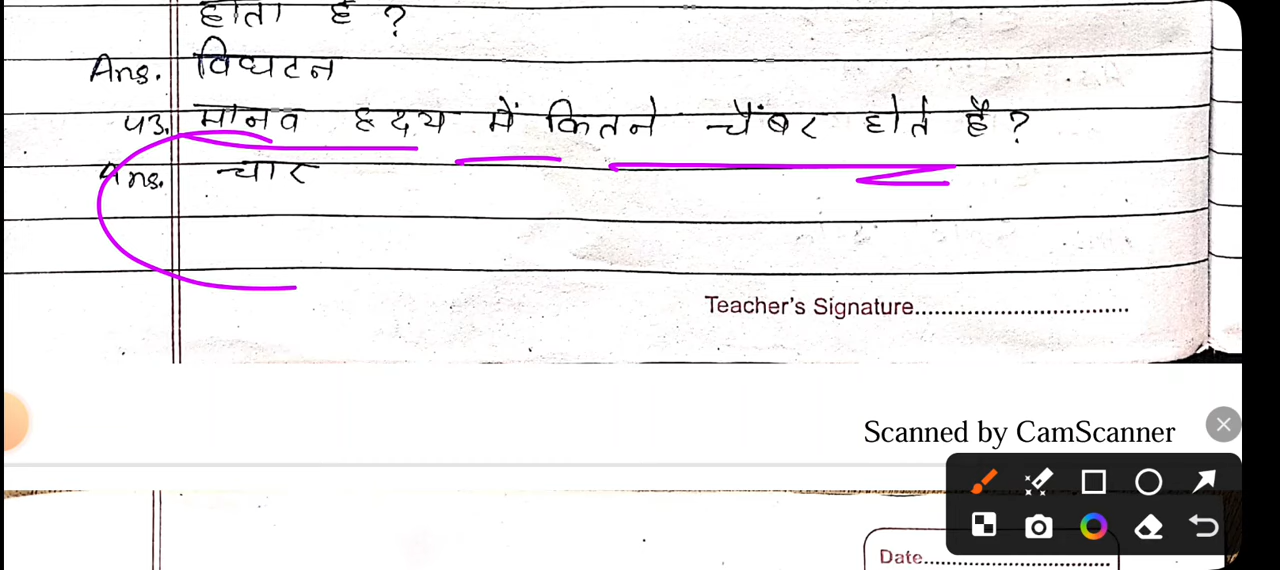 होता है ?
Ans. विघटन
43. मानव हृदय में कितने चैंबर होते हैं ?
Ans. चार
Teacher's Signature...................................
Scanned by CamScanner
Date...................................